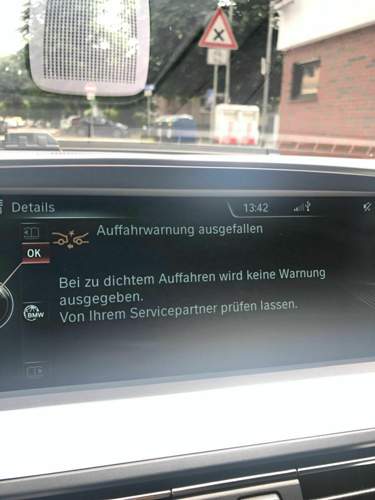 Details
13:42
Auffahrwarnung ausgefallen
OK
Bei zu dichtem Auffahren wird keine Warnung
ausgegeben.
Von Ihrem Servicepartner prüfen lassen.
BMW